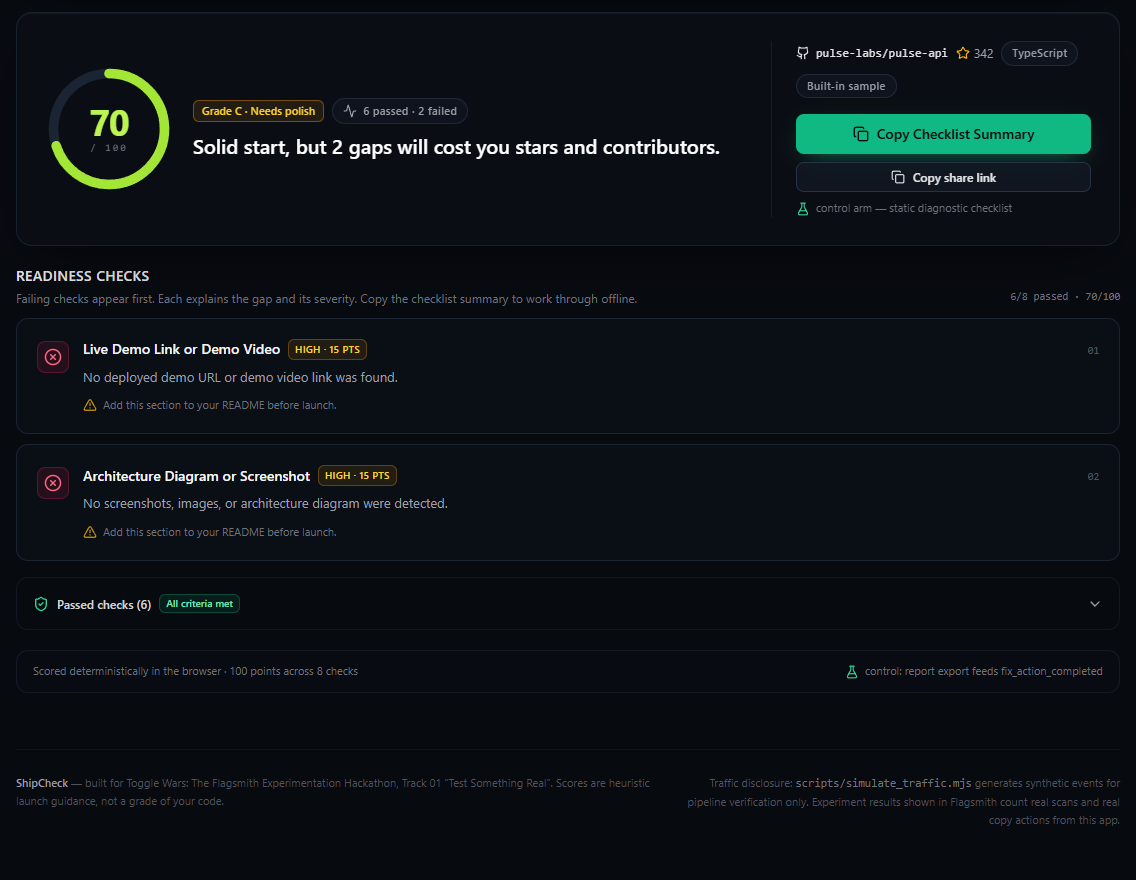 70
/ 100
Grade C · Needs polish
6 passed · 2 failed
Solid start, but 2 gaps will cost you stars and contributors.
pulse-labs/pulse-api
342
TypeScript
Built-in sample
Copy Checklist Summary
Copy share link
control arm — static diagnostic checklist
READINESS CHECKS
Failing checks appear first. Each explains the gap and its severity. Copy the checklist summary to work through offline.
6/8 passed · 70/100
Live Demo Link or Demo Video
HIGH · 15 PTS
01
No deployed demo URL or demo video link was found.
Add this section to your README before launch.
Architecture Diagram or Screenshot
HIGH · 15 PTS
02
No screenshots, images, or architecture diagram were detected.
Add this section to your README before launch.
Passed checks (6)
All criteria met
Scored deterministically in the browser · 100 points across 8 checks
control: report export feeds fix_action_completed
ShipCheck — built for Toggle Wars: The Flagsmith Experimentation Hackathon, Track 01 "Test Something Real". Scores are heuristic
launch guidance, not a grade of your code.
Traffic disclosure: scripts/simulate_traffic.mjs generates synthetic events for
pipeline verification only. Experiment results shown in Flagsmith count real scans and real
copy actions from this app.